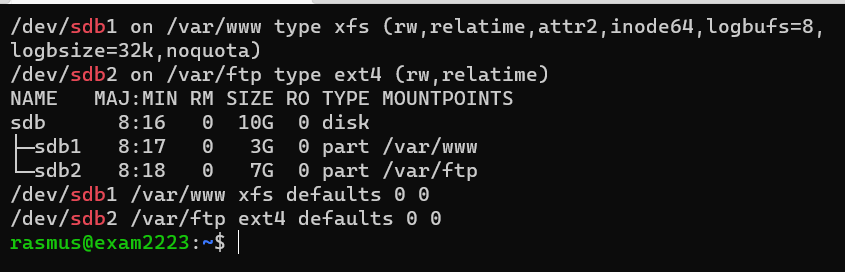 /dev/sdb1 on /var/www type xfs (rw,relatime,attr2,inode64,logbufs=8,
logbsize=32k,noquota)
/dev/sdb2 on /var/ftp type ext4 (rw,relatime)
NAME   MAJ:MIN RM SIZE RO TYPE MOUNTPOINTS
sdb      8:16   0  10G  0 disk
├─sdb1   8:17   0   3G  0 part /var/www
└─sdb2   8:18   0   7G  0 part /var/ftp
/dev/sdb1 /var/www xfs defaults 0 0
/dev/sdb2 /var/ftp ext4 defaults 0 0
rasmus@exam2223:~$